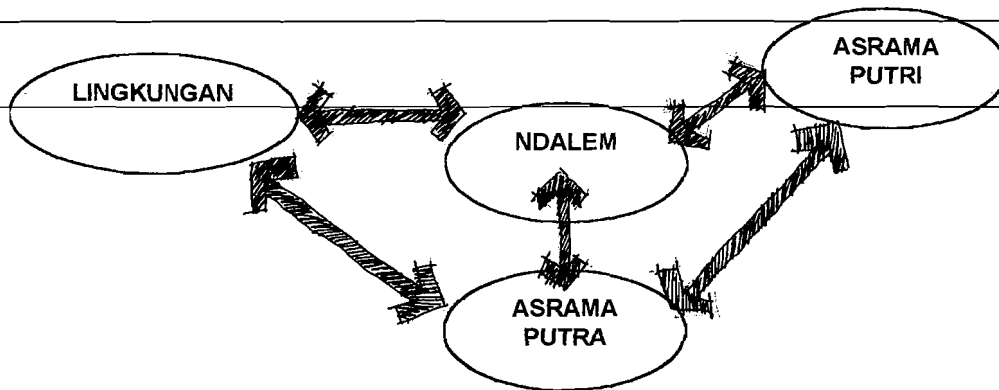 ASRAMA
PUTRI
LINGKUNGAN
NDALEM
ASRAMA
PUTRA